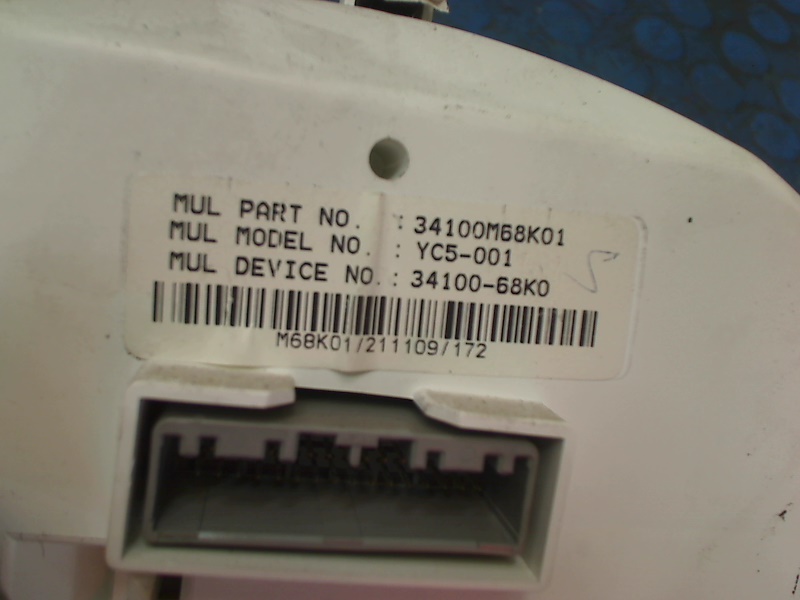 MUL PART NO. : 34100M68K01
MUL MODEL NO. : YC5-001
MUL DEVICE NO. : 34100-68K0
M68K01/211109/172